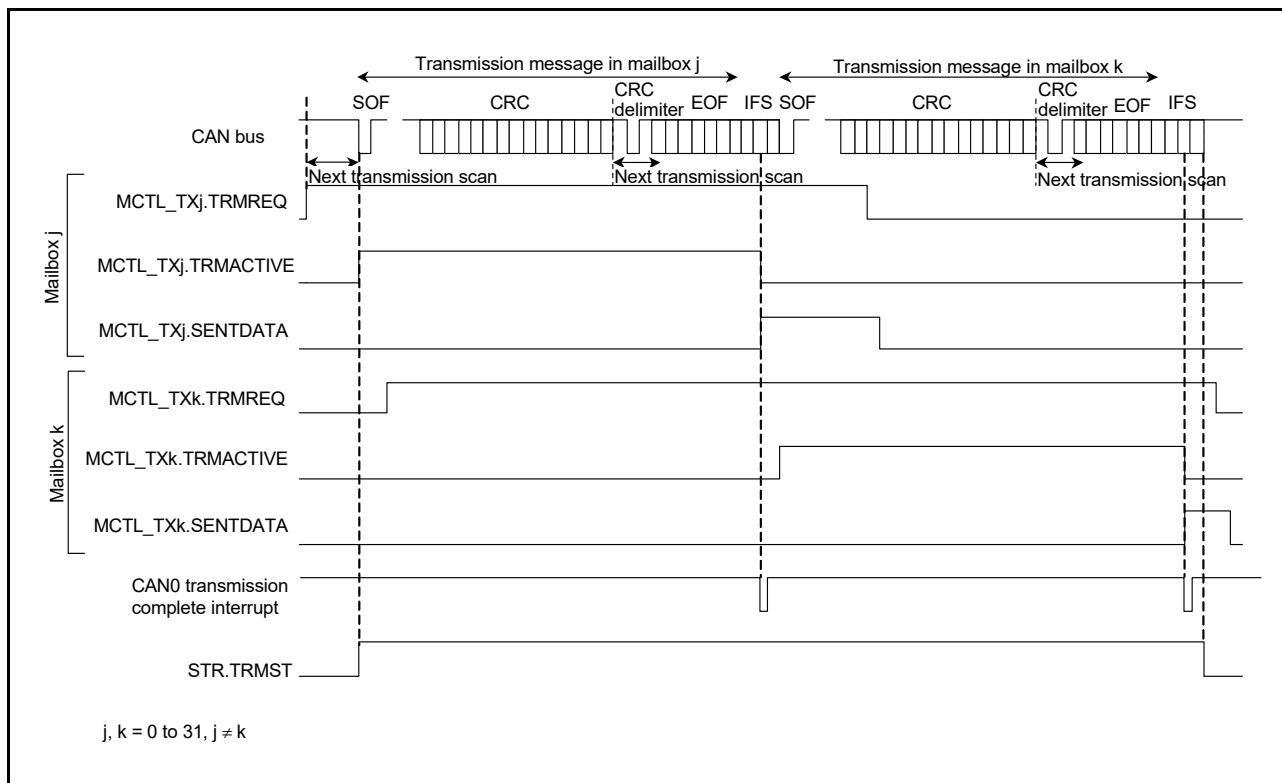 Transmission message in mailbox j
Transmission message in mailbox k
SOF
CRC
CRC
delimiter
EOF
IFS
SOF
CRC
CRC
delimiter
EOF
IFS
CAN bus
Next transmission scan
Next transmission scan
Next transmission scan
Mailbox j
MCTL_TXj.TRMREQ
MCTL_TXj.TRMACTIVE
MCTL_TXj.SENTDATA
Mailbox k
MCTL_TXk.TRMREQ
MCTL_TXk.TRMACTIVE
MCTL_TXk.SENTDATA
CAN0 transmission
complete interrupt
STR.TRMST
j, k = 0 to 31, j ≠ k